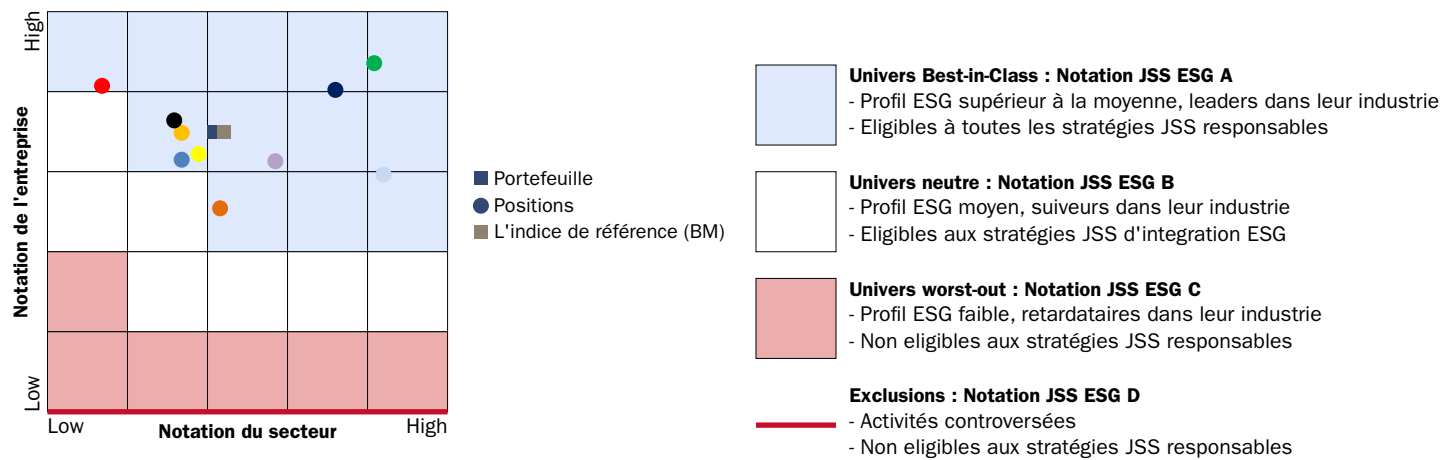 High
Notation de l'entreprise
Low
Low
Notation du secteur
High
Portefeuille
Positions
L'indice de référence (BM)
Univers Best-in-Class : Notation JSS ESG A
- Profil ESG supérieur à la moyenne, leaders dans leur industrie
- Eligibles à toutes les stratégies JSS responsables
Univers neutre : Notation JSS ESG B
- Profil ESG moyen, suiveurs dans leur industrie
- Eligibles aux stratégies JSS d'integration ESG
Univers worst-out : Notation JSS ESG C
- Profil ESG faible, retardataires dans leur industrie
- Non eligibles aux stratégies JSS responsables
Exclusions : Notation JSS ESG D
- Activités controversées
- Non eligibles aux stratégies JSS responsables